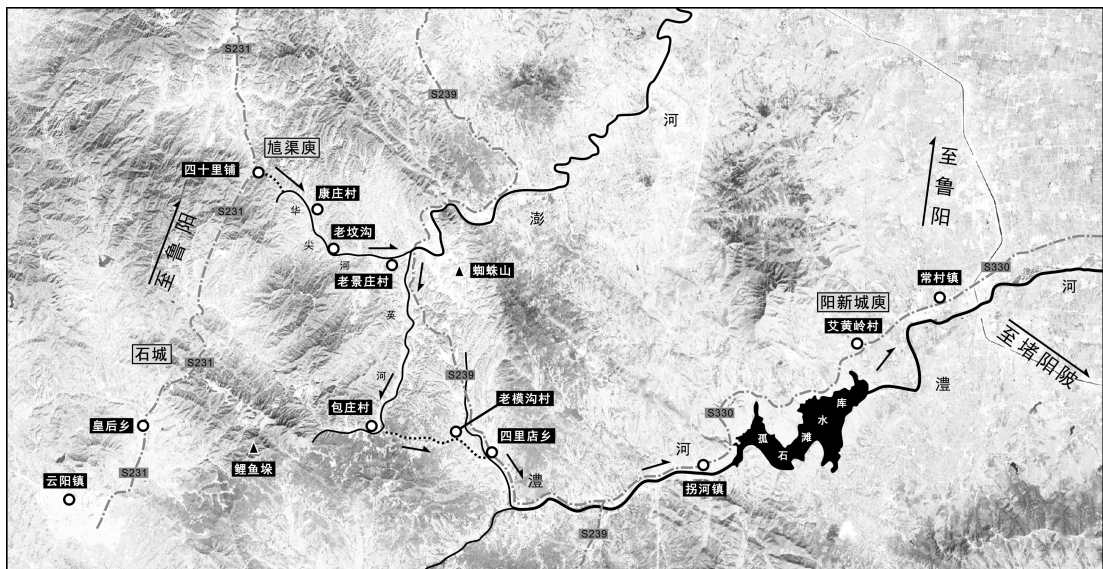 S231
S239
河
馗渠庾
四十里铺
至鲁阳
康庄村
华
S231
至鲁阳
澎
老坟沟
尖
河
老景庄村
蜘蛛山
S330
常村镇
河
阳新城庾
英
艾黄岭村
至堵阳陂
石城
S231
河
S239
老模沟村
澧
库
水
滩
石
孤
S330
皇后乡
包庄村
四里店乡
河
鲤鱼垛
S231
澧
拐河镇
云阳镇
S239